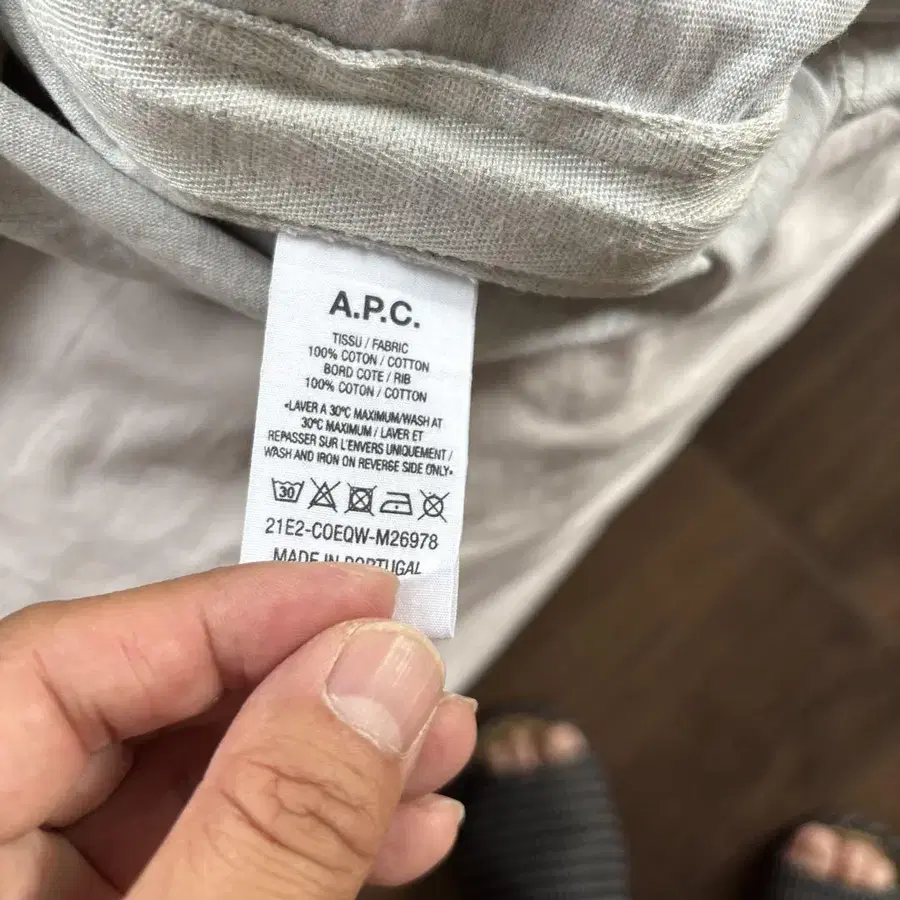 A.P.C.
TISSU / FABRIC
100% COTON / COTTON
BORD COTE / RIB
100% COTON / COTTON
•LAVER A 30°C MAXIMUM/WASH AT
30°C MAXIMUM / LAVER ET
REPASSER SUR L'ENVERS UNIQUEMENT /
WASH AND IRON ON REVERSE SIDE ONLY•
30
21E2-COEQW-M26978
MADE IN PORTUGAL